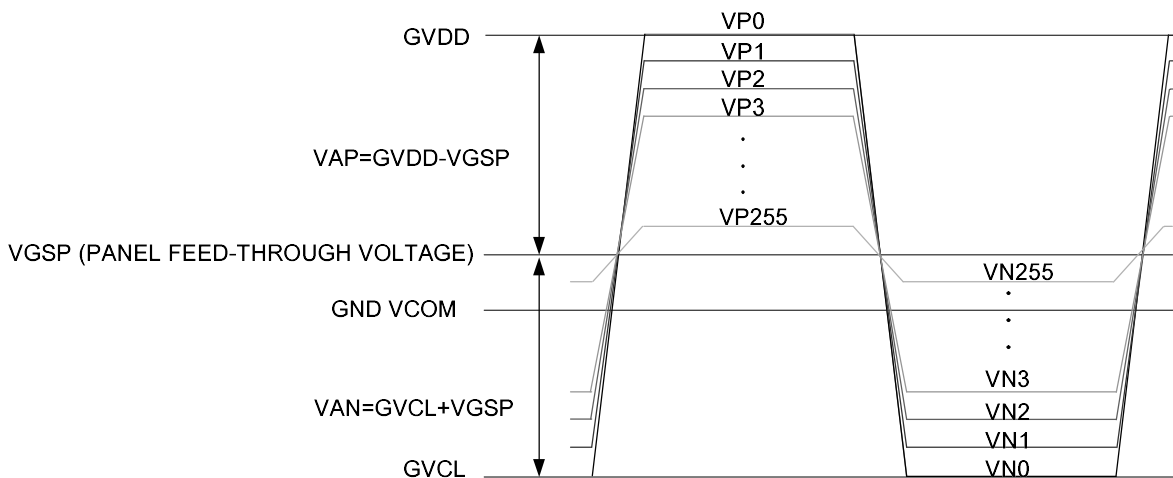 VP0
GVDD
VP1
VP2
VP3
VAP=GVDD-VGSP
VP255
VGSP (PANEL FEED-THROUGH VOLTAGE)
VN255
GND VCOM
VN3
VAN=GVCL+VGSP
VN2
VN1
GVCL
VN0